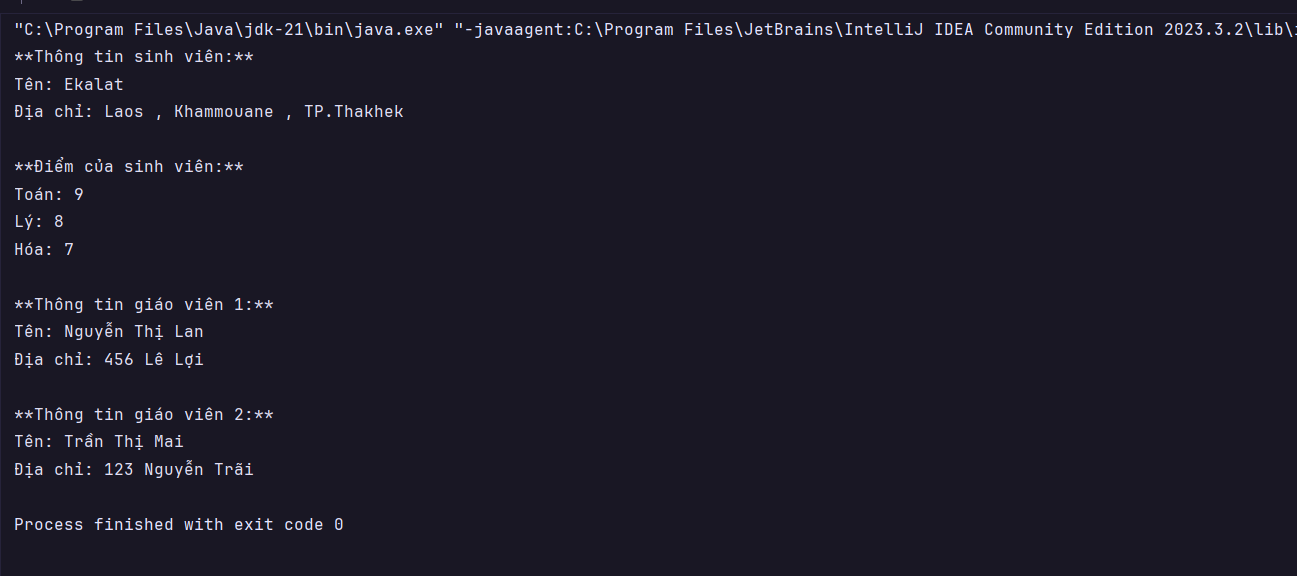 "C:\Program Files\Java\jdk-21\bin\java.exe" "-javaagent:C:\Program Files\JetBrains\IntelliJ IDEA Community Edition 2023.3.2\lib\
**Thông tin sinh viên:**
Tên: Ekalat
Địa chỉ: Laos , Khammouane , TP.Thakhek
**Điểm của sinh viên:**
Toán: 9
Lý: 8
Hóa: 7
**Thông tin giáo viên 1:**
Tên: Nguyễn Thị Lan
Địa chỉ: 456 Lê Lợi
**Thông tin giáo viên 2:**
Tên: Trần Thị Mai
Địa chỉ: 123 Nguyễn Trãi
Process finished with exit code 0